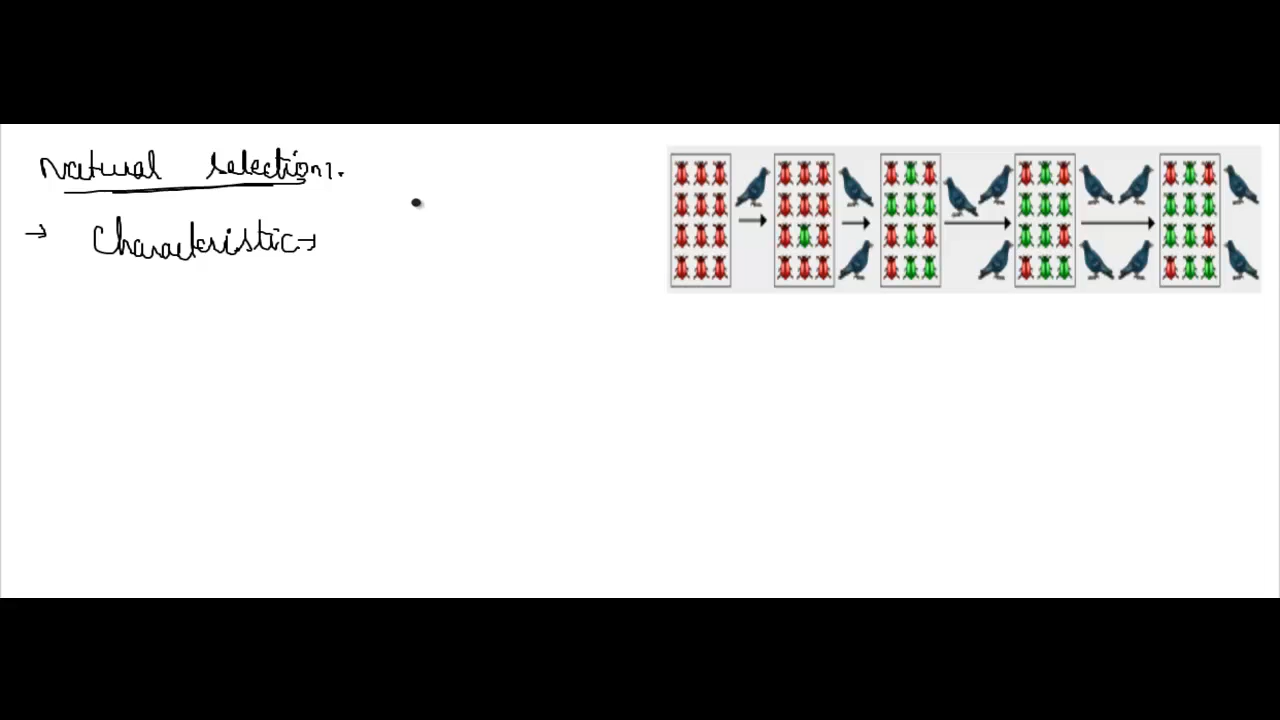 Natural selection:.
→ Characteristic →